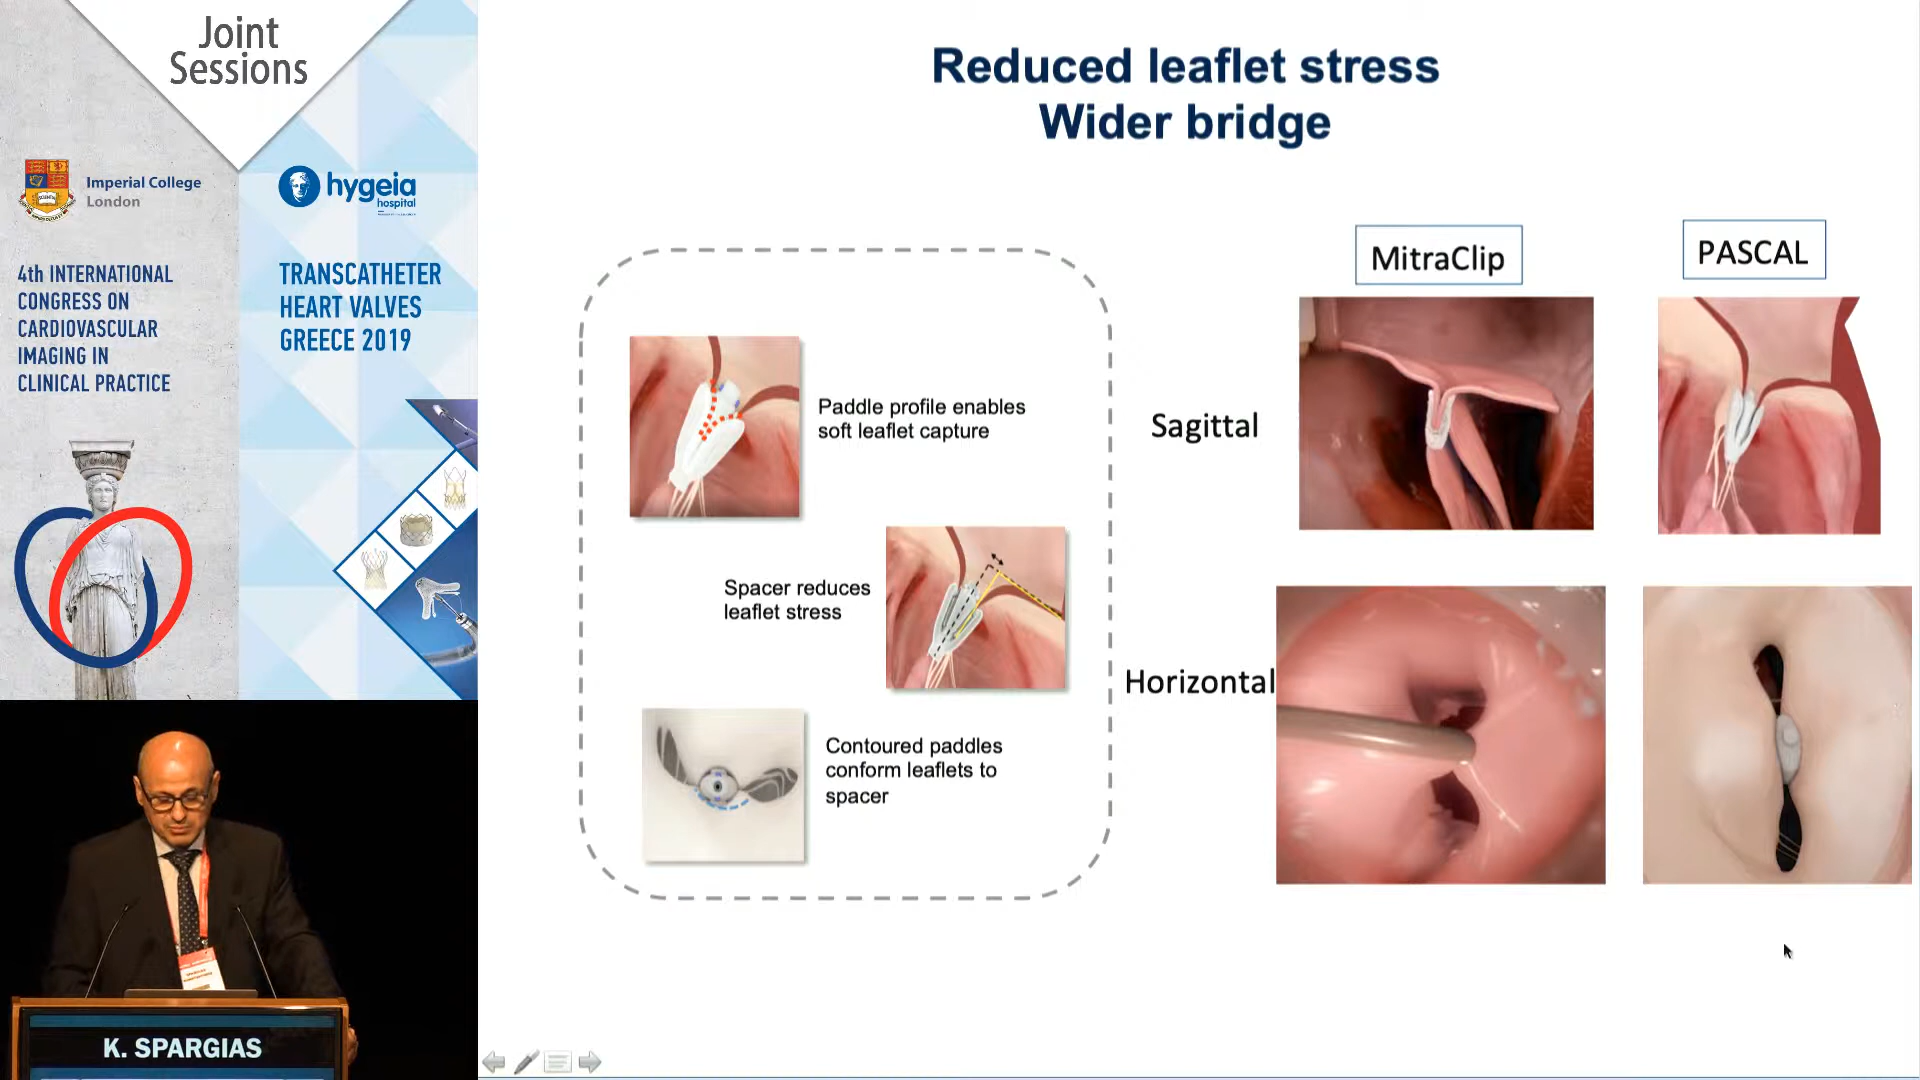 Joint
Sessions
Imperial College
London
hygeia
hospital
4th INTERNATIONAL
CONGRESS ON
CARDIOVASCULAR
IMAGING IN
CLINICAL PRACTICE
TRANSCATHETER
HEART VALVES
GREECE 2019
K. SPARGIAS
Reduced leaflet stress
Wider bridge
Paddle profile enables
soft leaflet capture
Spacer reduces
leaflet stress
Contoured paddles
conform leaflets to
spacer
MitraClip
PASCAL
Sagittal
Horizontal